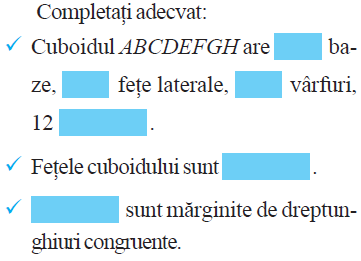 Completați adecvat:
✓ Cuboidul ABCDEFGH are ba-
ze, fețe laterale, vârfuri,
12 .
✓ Fețele cuboidului sunt .
✓ sunt mărginite de dreptun-
ghiuri congruente.